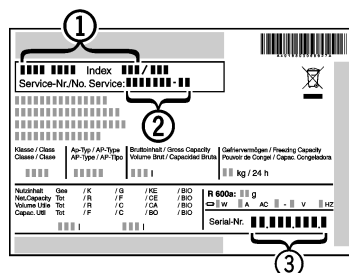 1
Index /
Service-Nr./No. Service: -
2
Klasse / Class
Classe / Clase
Ap-Typ / AP-Type
AP-Type / AP-Tipo
Bruttoinhalt / Gross Capacity
Volume Brut / Capacidad Bruta
l
Gefriervermögen / Freezing Capacity
Pouvoir de Congel / Capac. Congeladora
kg / 24 h
Nutzinhalt Gee / K / G / KE / BIO
Net.Capacity Tot / R / F / CE / BIO
Volume Utile Tot / R / C / CA / BIO
Capac. Util Tot / F / C / BO / BIO
l l
R 600a: g
W A AC - V HZ
Serial-Nr.
3